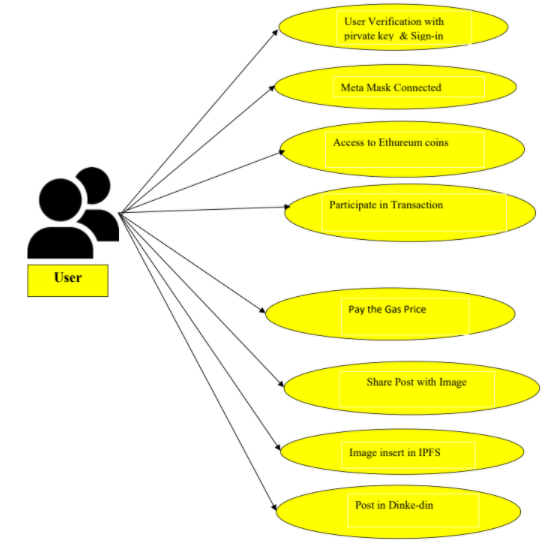 User Verification with
pirvate key & Sign-in
Meta Mask Connected
Access to Ethureum coins
Participate in Transaction
User
Pay the Gas Price
Share Post with Image
Image insert in IPFS
Post in Dinke-din